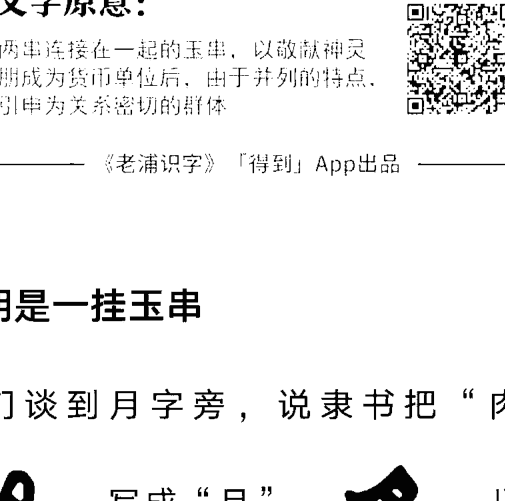 文字原意：
两串连接在一起的玉串，以敬献神灵
朋成为货币单位后，由于并列的特点，
引申为关系密切的群体
《老浦识字》「得到」App出品
朋是一挂玉串
们谈到月字旁，说隶书把“肉
写成“月”